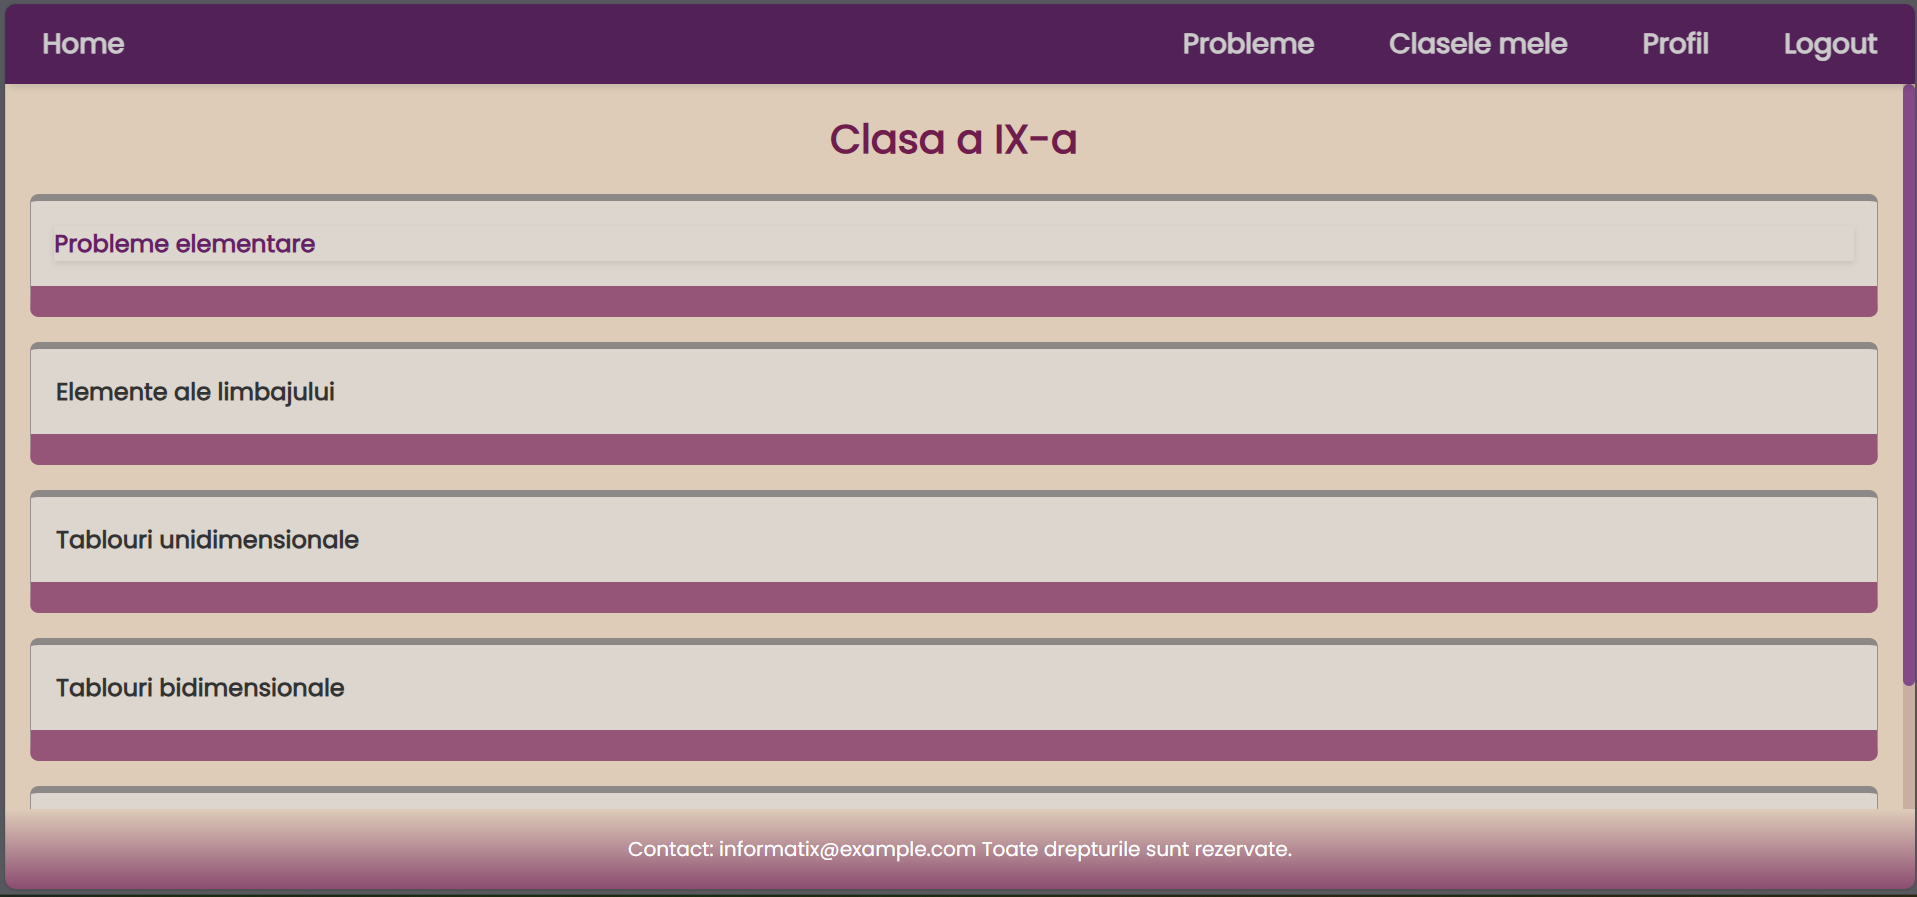 Home Probleme Clasele mele Profil Logout
Clasa a IX-a
Probleme elementare
Elemente ale limbajului
Tablouri unidimensionale
Tablouri bidimensionale
Contact: informatix@example.com Toate drepturile sunt rezervate.